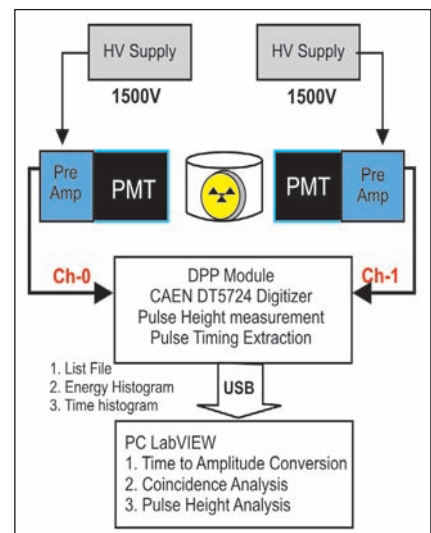 HV Supply
HV Supply
1500V
1500V
Pre
Amp
PMT
PMT
Pre
Amp
Ch-0
Ch-1
DPP Module
CAEN DT5724 Digitizer
Pulse Height measurement
Pulse Timing Extraction
1. List File
2. Energy Histogram
3. Time histogram
USB
PC LabVIEW
1. Time to Amplitude Conversion
2. Coincidence Analysis
3. Pulse Height Analysis